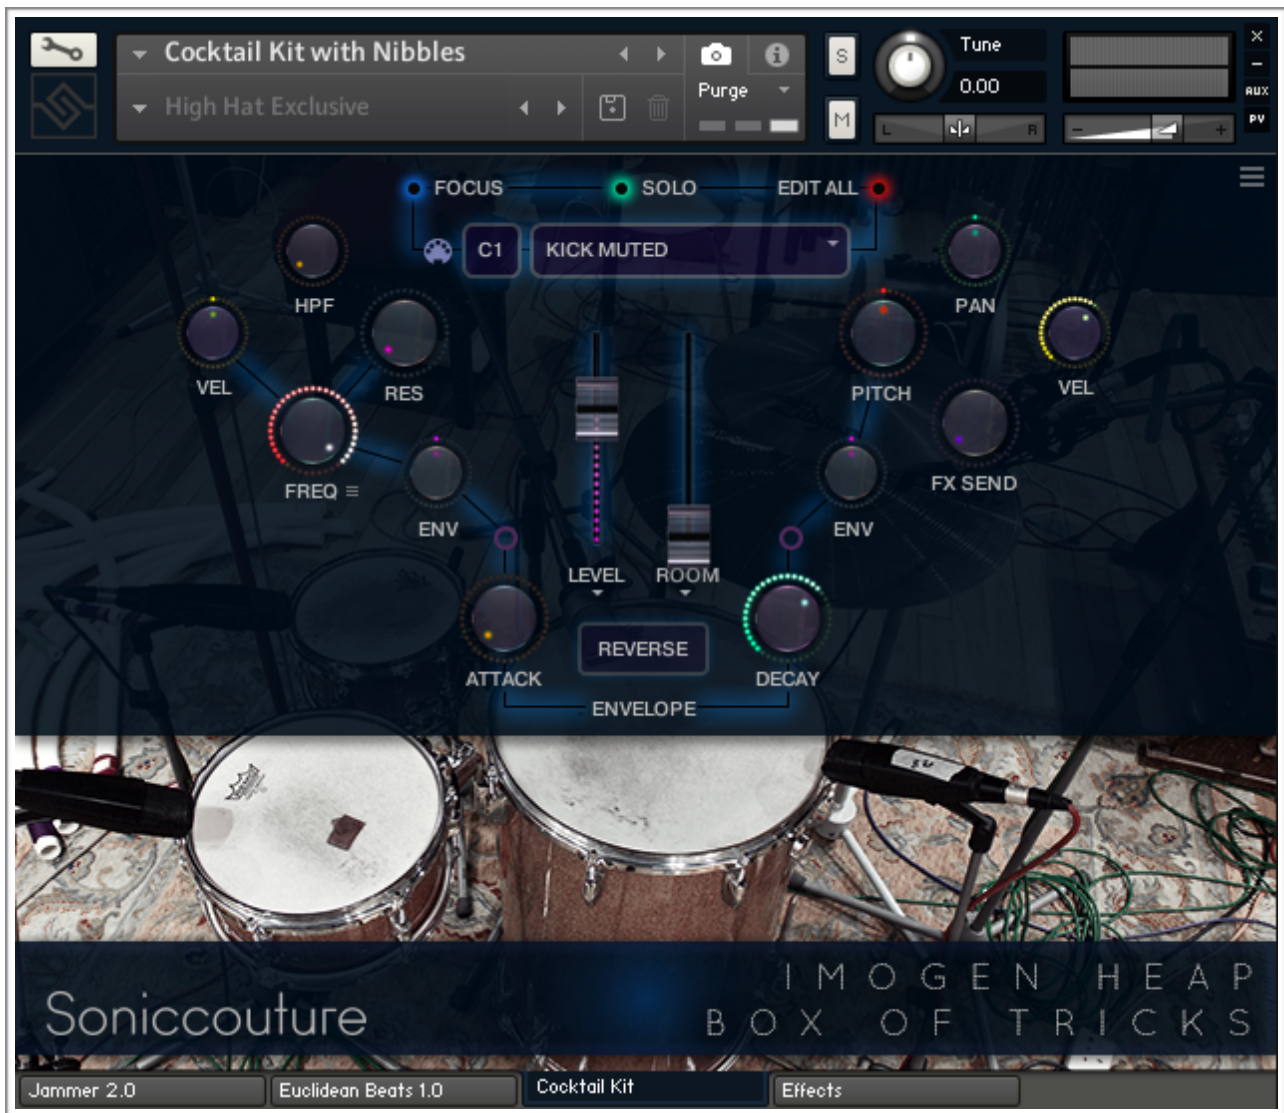 Cocktail Kit with Nibbles
High Hat Exclusive
Purge
S
M
Tune
0.00
L
R
-
+
X
-
AUX
PV
FOCUS
SOLO
EDIT ALL
C1
KICK MUTED
HPF
VEL
RES
FREQ
ENV
PAN
PITCH
VEL
FX SEND
ENV
LEVEL
ROOM
ATTACK
REVERSE
DECAY
ENVELOPE
Soniccouture
IMOGEN HEAP
BOX OF TRICKS
Jammer 2.0
Euclidean Beats 1.0
Cocktail Kit
Effects